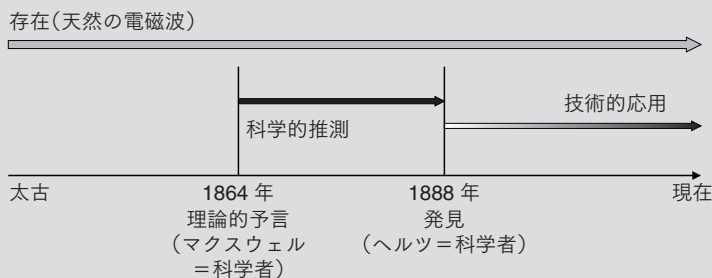 存在(天然の電磁波)
科学的推測
技術的応用
太古
1864 年
理論的予言
(マクスウェル
=科学者)
1888 年
発見
(ヘルツ=科学者)
現在